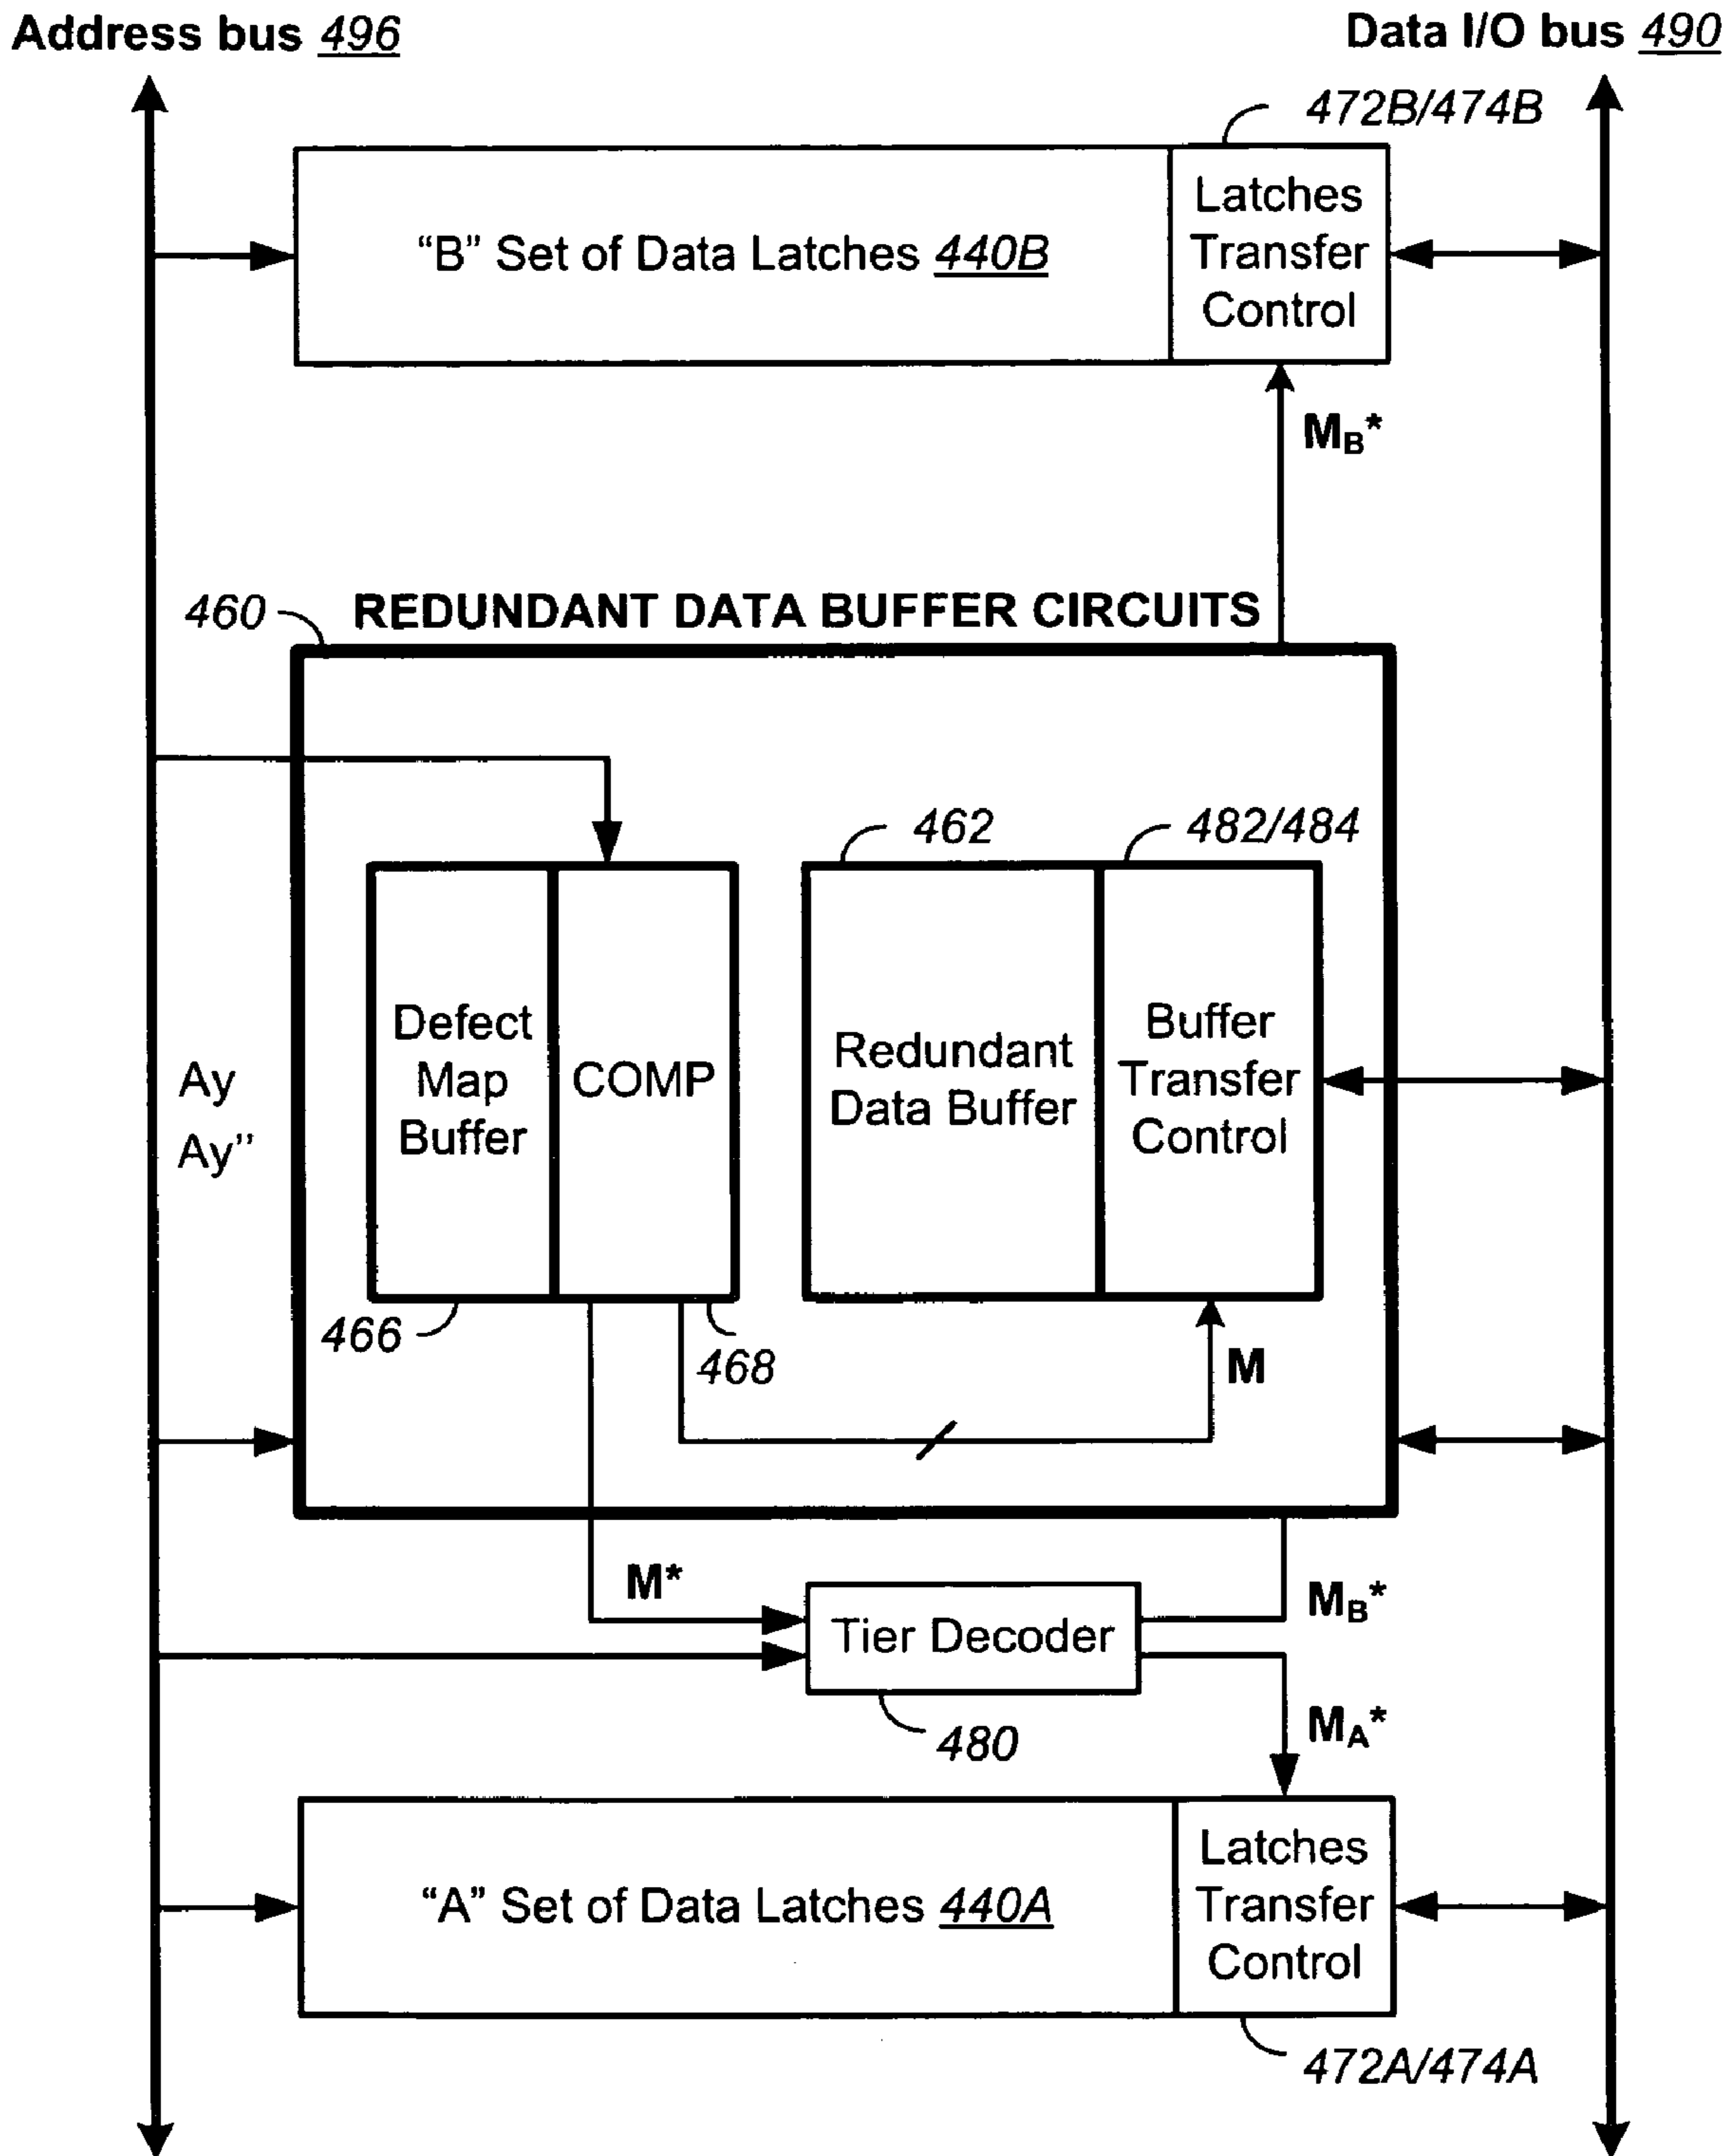 Address bus 496
Data I/O bus 490
472B/474B
"B" Set of Data Latches 440B
Latches
Transfer
Control
MB*
460
REDUNDANT DATA BUFFER CIRCUITS
462
482/484
Ay
Ay"
Defect
Map
Buffer
COMP
Redundant
Data Buffer
Buffer
Transfer
Control
466
468
M
M*
Tier Decoder
MB*
480
MA*
"A" Set of Data Latches 440A
Latches
Transfer
Control
472A/474A